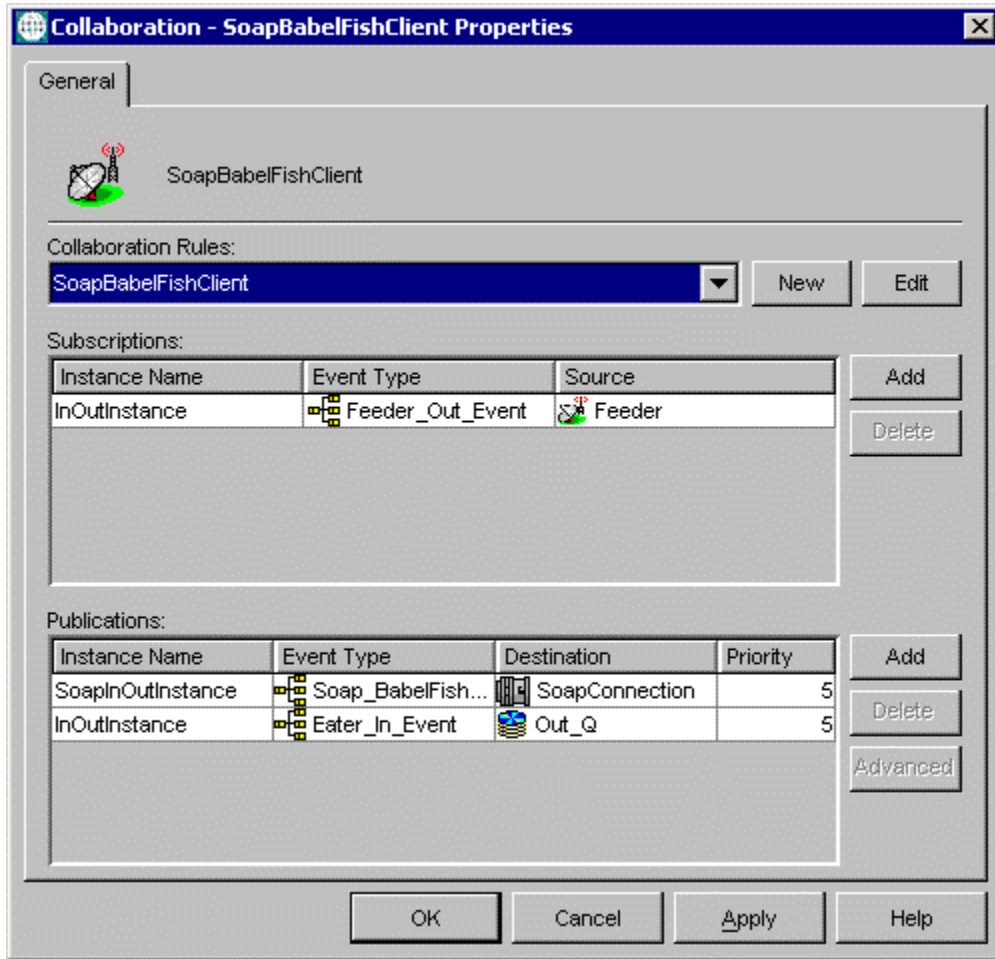 Collaboration - SoapBabelFishClient Properties
General
SoapBabelFishClient
Collaboration Rules:
SoapBabelFishClient New Edit
Subscriptions:
Instance Name Event Type Source Add
InOutInstance Feeder_Out_Event Feeder
Delete
Publications:
Instance Name Event Type Destination Priority Add
SoapInOutInstance Soap_BabelFish... SoapConnection 5
InOutInstance Eater_In_Event Out_Q 5
Delete
Advanced
OK Cancel Apply Help